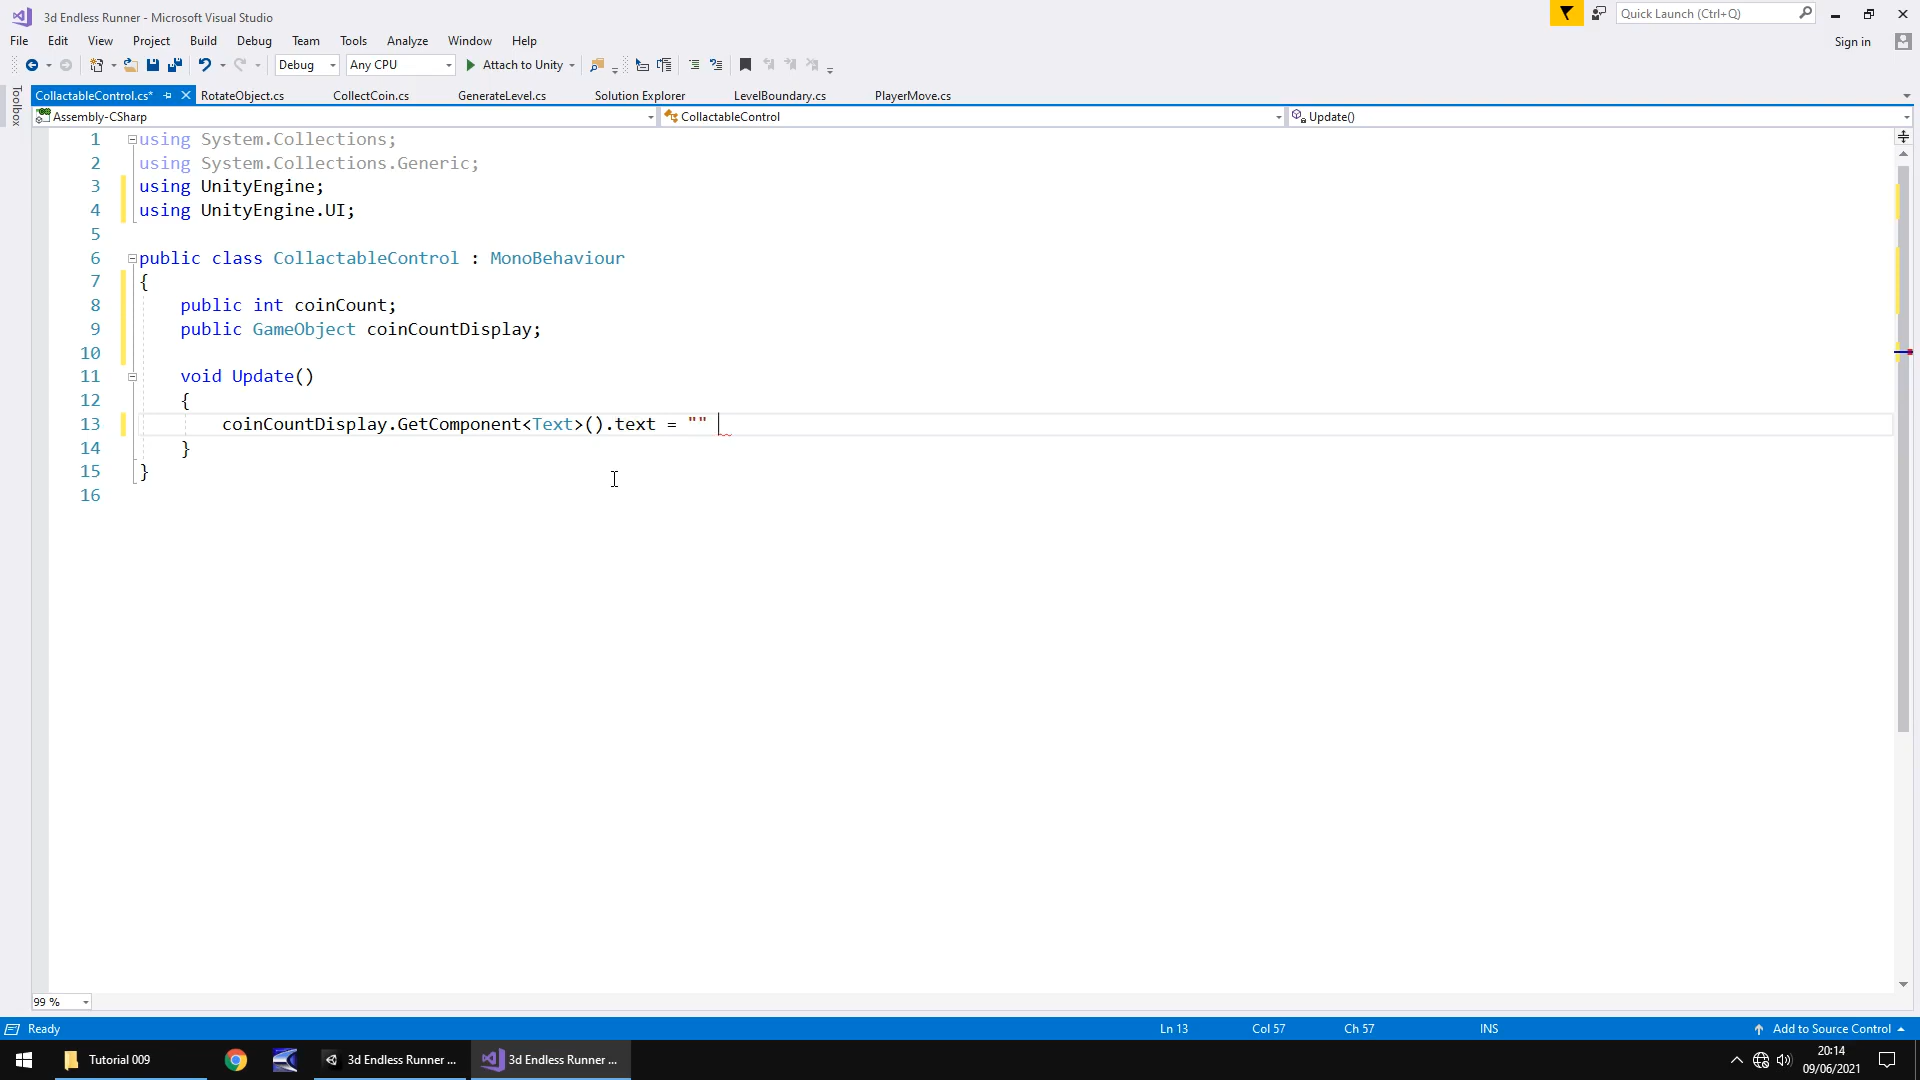 3d Endless Runner - Microsoft Visual Studio
Quick Launch (Ctrl+Q)
File Edit View Project Build Debug Team Tools Analyze Window Help
Sign in
Debug Any CPU Attach to Unity
Toolbox
CollactableControl.cs* RotateObject.cs CollectCoin.cs GenerateLevel.cs Solution Explorer LevelBoundary.cs PlayerMove.cs
Assembly-CSharp CollactableControl Update()
1 using System.Collections;
2 using System.Collections.Generic;
3 using UnityEngine;
4 using UnityEngine.UI;
5
6 public class CollactableControl : MonoBehaviour
7 {
8 public int coinCount;
9 public GameObject coinCountDisplay;
10
11 void Update()
12 {
13 coinCountDisplay.GetComponent<Text>().text = ""
14 }
15 }
16
99 %
Ready Ln 13 Col 57 Ch 57 INS Add to Source Control
Tutorial 009 3d Endless Runner ... 3d Endless Runner ... 20:14
09/06/2021